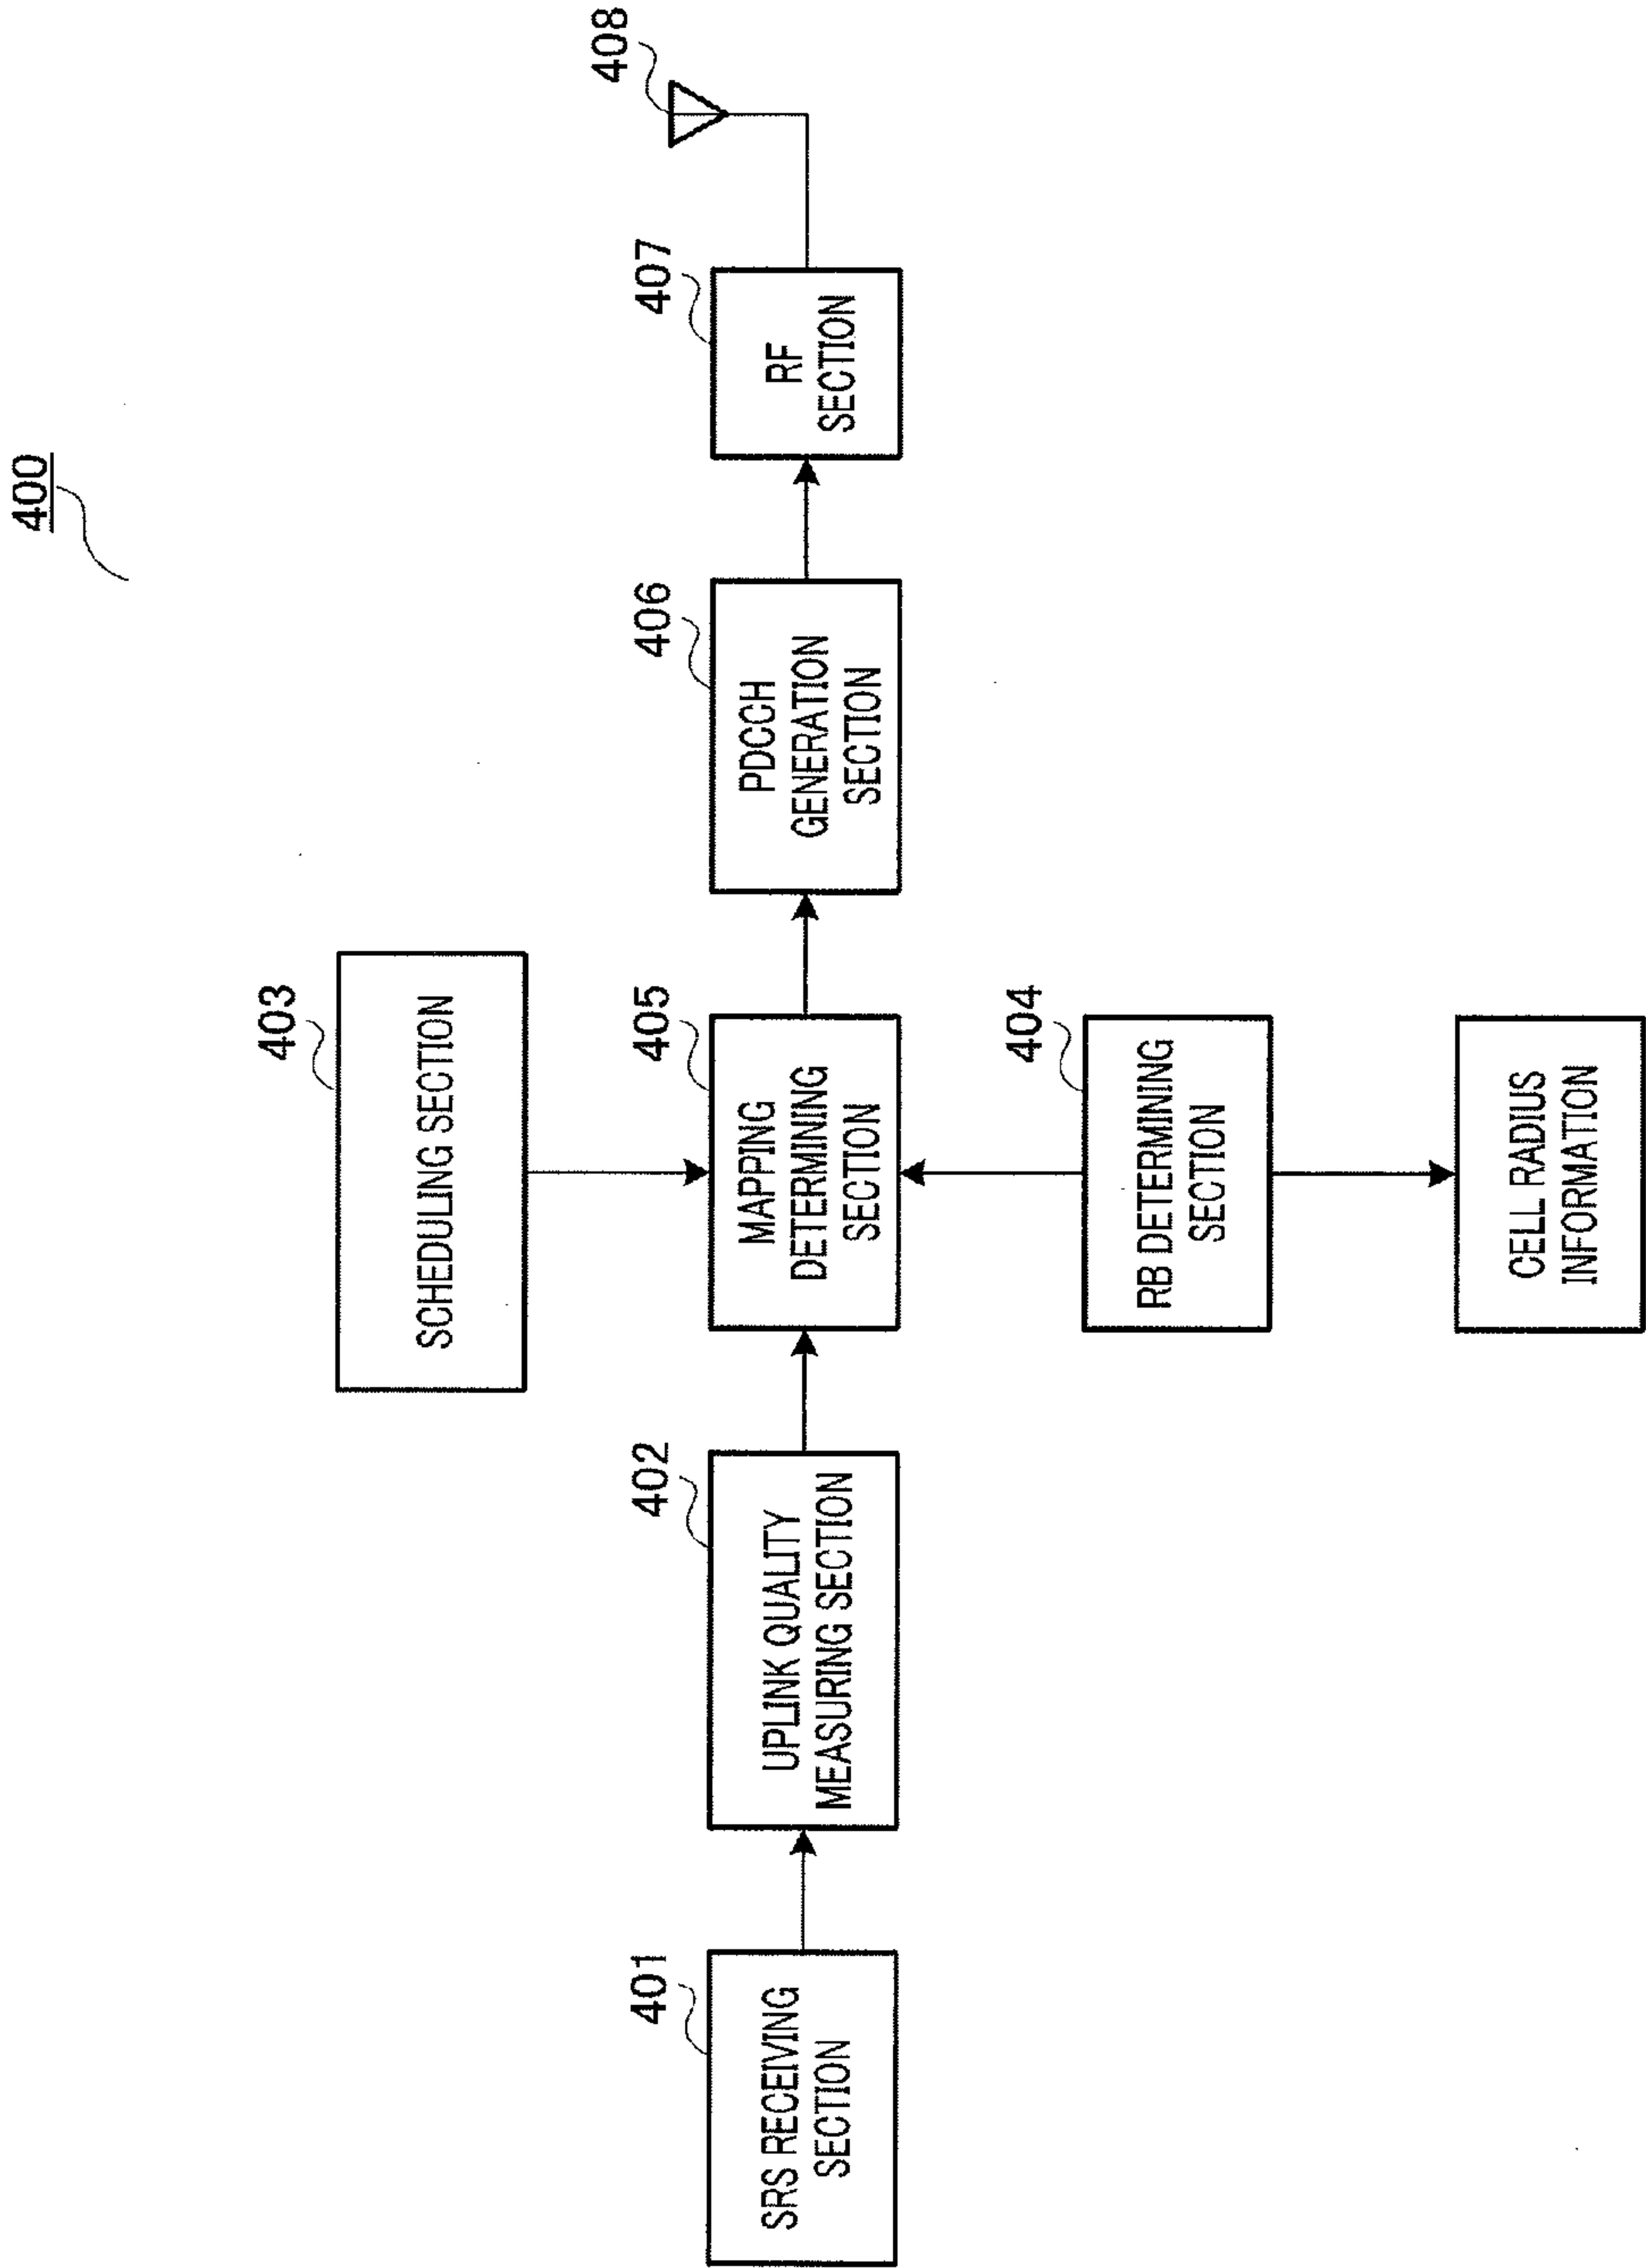 400
403
SCHEDULING SECTION
401
SRS RECEIVING
SECTION
402
UPLINK QUALITY
MEASURING SECTION
405
MAPPING
DETERMINING
SECTION
406
PDCCH
GENERATION
SECTION
407
RF
SECTION
408
404
RB DETERMINING
SECTION
CELL RADIUS
INFORMATION